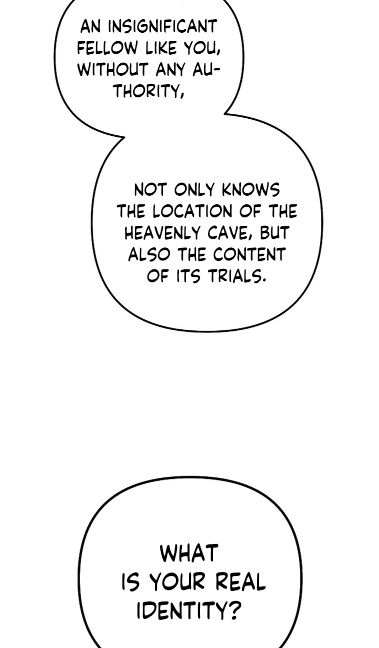 AN INSIGNIFICANT
FELLOW LIKE YOU,
WITHOUT ANY AU-
THORITY,
NOT ONLY KNOWS
THE LOCATION OF THE
HEAVENLY CAVE, BUT
ALSO THE CONTENT
OF ITS TRIALS.
WHAT
IS YOUR REAL
IDENTITY?